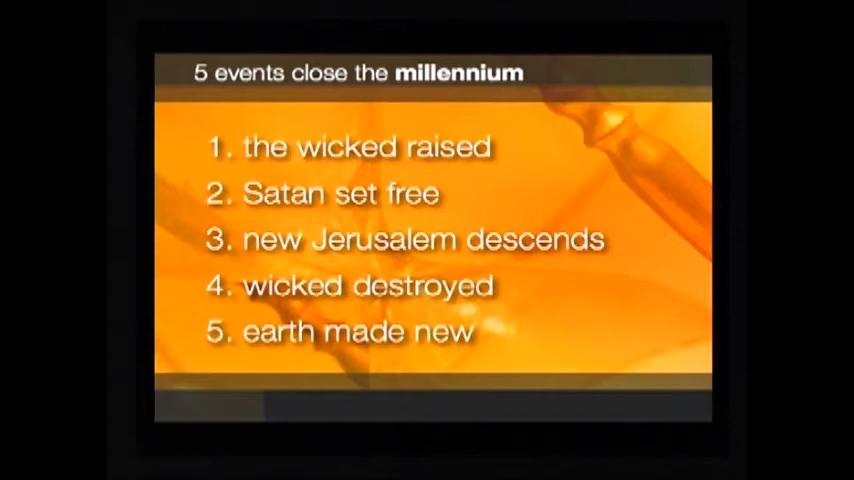 5 events close the millennium
1. the wicked raised
2. Satan set free
3. new Jerusalem descends
4. wicked destroyed
5. earth made new